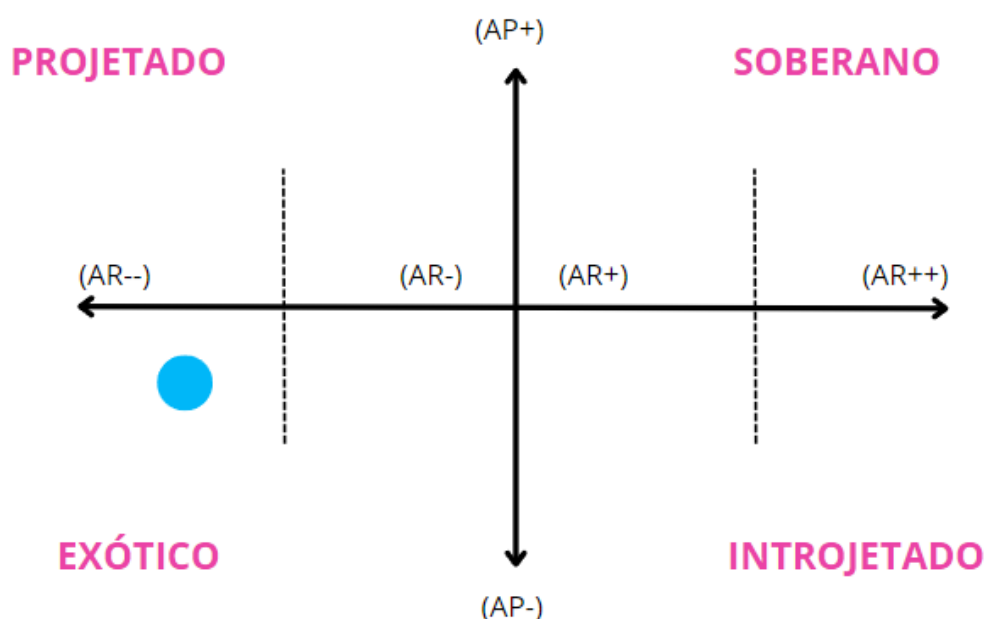 (AP+)
PROJETADO
SOBERANO
(AR--)
(AR-)
(AR+)
(AR++)
EXÓTICO
INTROJETADO
(AP-)